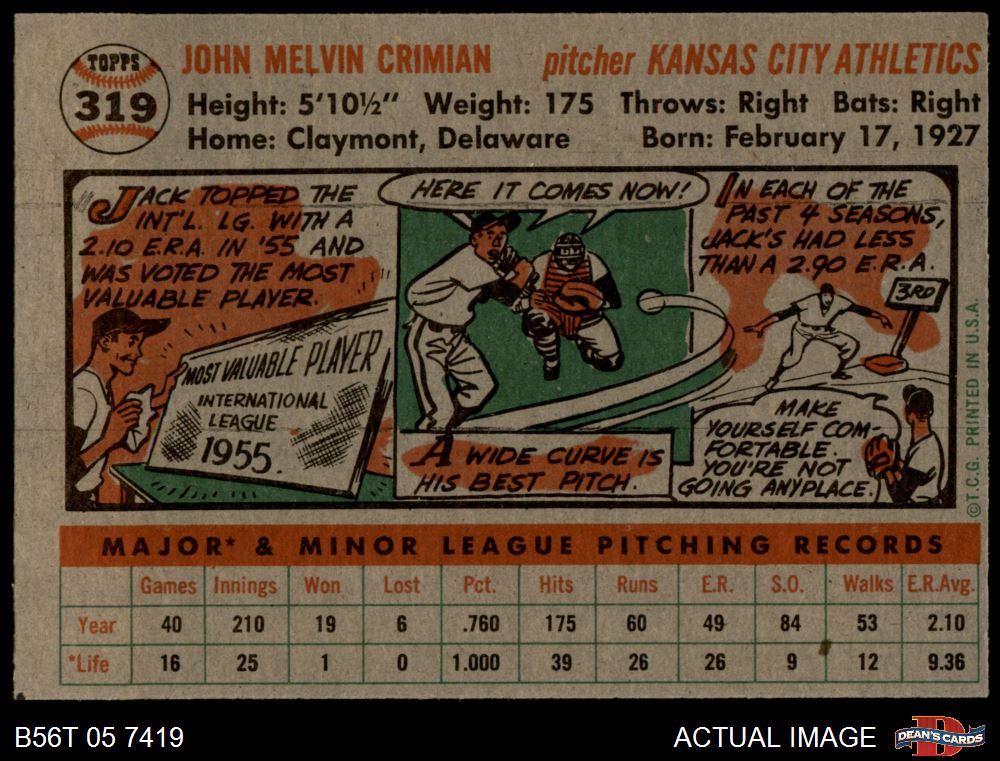 TOPPS
319
JOHN MELVIN CRIMIAN pitcher KANSAS CITY ATHLETICS
Height: 5'10½" Weight: 175 Throws: Right Bats: Right
Home: Claymont, Delaware Born: February 17, 1927
JACK TOPPED THE
INT'L. LG. WITH A
2.10 E.R.A. IN '55 AND
WAS VOTED THE MOST
VALUABLE PLAYER.
MOST VALUABLE PLAYER
INTERNATIONAL
LEAGUE
1955.
HERE IT COMES NOW!
A WIDE CURVE IS
HIS BEST PITCH.
IN EACH OF THE
PAST 4 SEASONS,
JACK'S HAD LESS
THAN A 2.90 E.R.A.
3RD
MAKE
YOURSELF COM-
FORTABLE.
YOU'RE NOT
GOING ANYPLACE.
©T.C.G. PRINTED IN U.S.A.
MAJOR* & MINOR LEAGUE PITCHING RECORDS
Games Innings Won Lost Pct. Hits Runs E.R. S.O. Walks E.R.Avg.
Year 40 210 19 6 .760 175 60 49 84 53 2.10
*Life 16 25 1 0 1.000 39 26 26 9 12 9.36
B56T 05 7419 ACTUAL IMAGE DEAN'S CARDS